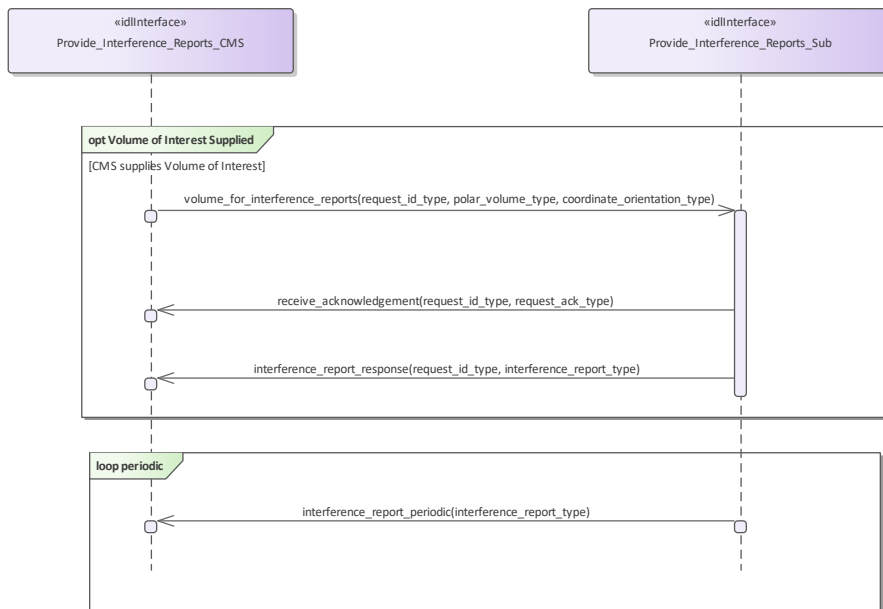 «idlInterface»
Provide_Interference_Reports_CMS
«idlInterface»
Provide_Interference_Reports_Sub
opt Volume of Interest Supplied
[CMS supplies Volume of Interest]
volume_for_interference_reports(request_id_type, polar_volume_type, coordinate_orientation_type)
receive_acknowledgement(request_id_type, request_ack_type)
interference_report_response(request_id_type, interference_report_type)
loop periodic
interference_report_periodic(interference_report_type)